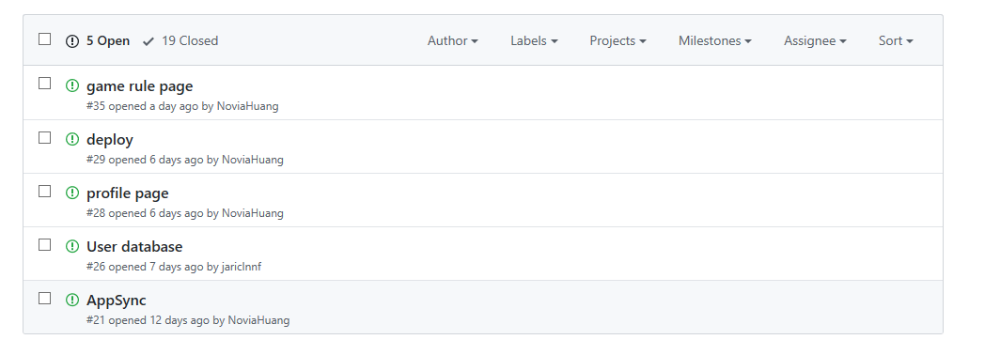 5 Open 19 Closed Author Labels Projects Milestones Assignee Sort
game rule page
#35 opened a day ago by NoviaHuang
deploy
#29 opened 6 days ago by NoviaHuang
profile page
#28 opened 6 days ago by NoviaHuang
User database
#26 opened 7 days ago by jariclnnf
AppSync
#21 opened 12 days ago by NoviaHuang